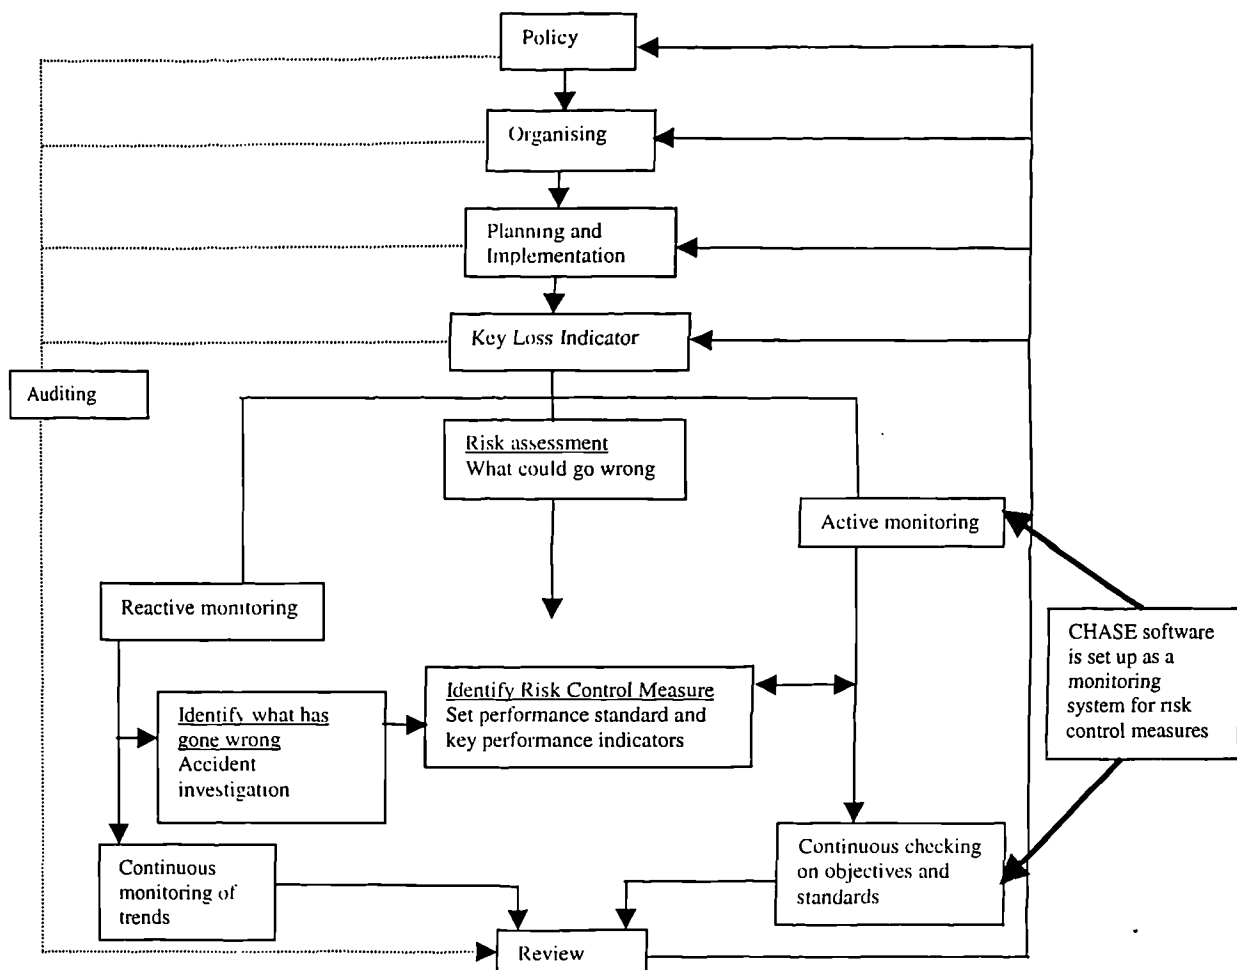 Policy
Organising
Planning and
Implementation
Key Loss Indicator
Auditing
Risk assessment
What could go wrong
Active monitoring
Reactive monitoring
CHASE software
is set up as a
monitoring
system for risk
control measures
Identify Risk Control Measure
Set performance standard and
key performance indicators
Identify what has
gone wrong
Accident
investigation
Continuous checking
on objectives and
standards
Continuous
monitoring of
trends
Review